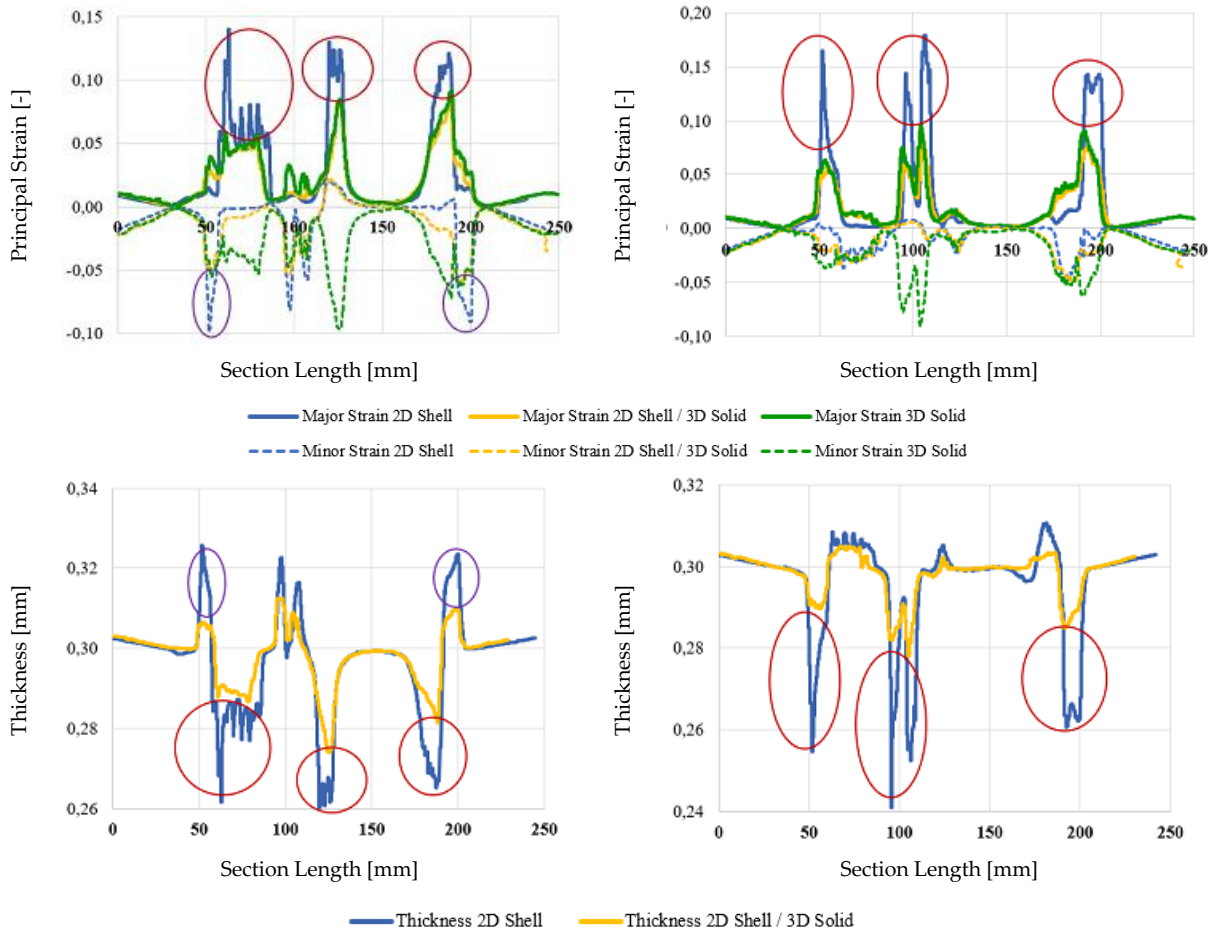 0,15
0,10
0,05
0,00
-0,05
-0,10
0
50
100
150
200
250
Principal Strain [-]
Section Length [mm]
0,20
0,15
0,10
0,05
0,00
-0,05
-0,10
0
50
100
150
200
250
Principal Strain [-]
Section Length [mm]
Major Strain 2D Shell
Major Strain 2D Shell / 3D Solid
Major Strain 3D Solid
Minor Strain 2D Shell
Minor Strain 2D Shell / 3D Solid
Minor Strain 3D Solid
0,34
0,32
0,30
0,28
0,26
0
50
100
150
200
250
Thickness [mm]
Section Length [mm]
0,32
0,30
0,28
0,26
0,24
0
50
100
150
200
250
Thickness [mm]
Section Length [mm]
Thickness 2D Shell
Thickness 2D Shell / 3D Solid